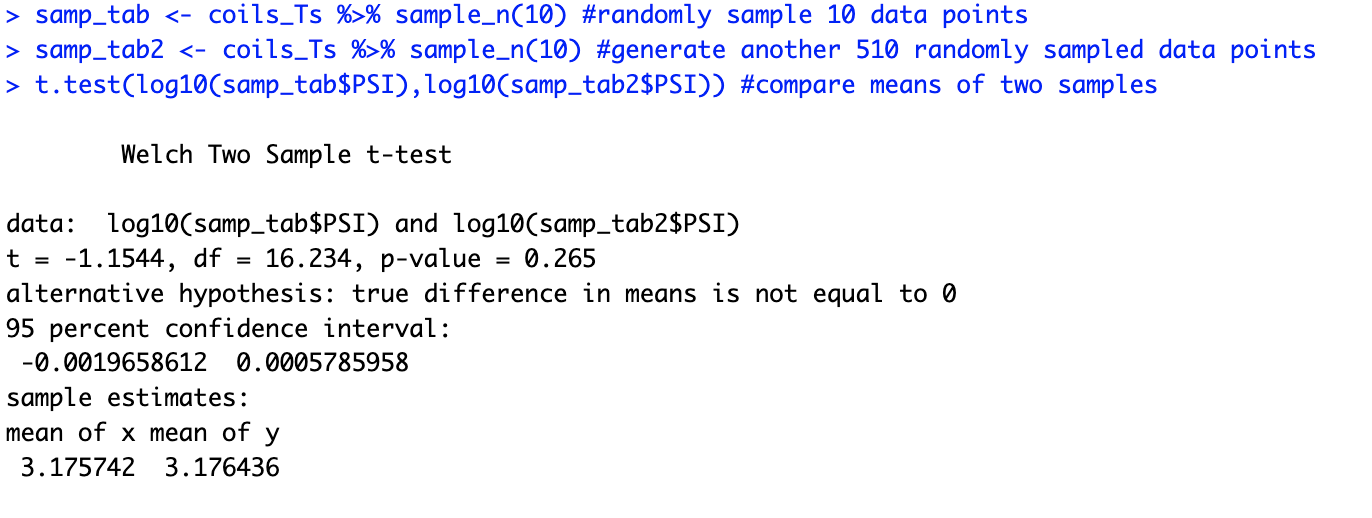 > samp_tab <- coils_Ts %>% sample_n(10) #randomly sample 10 data points
> samp_tab2 <- coils_Ts %>% sample_n(10) #generate another 510 randomly sampled data points
> t.test(log10(samp_tab$PSI),log10(samp_tab2$PSI)) #compare means of two samples
Welch Two Sample t-test
data:  log10(samp_tab$PSI) and log10(samp_tab2$PSI)
t = -1.1544, df = 16.234, p-value = 0.265
alternative hypothesis: true difference in means is not equal to 0
95 percent confidence interval:
-0.0019658612  0.0005785958
sample estimates:
mean of x mean of y
3.175742  3.176436